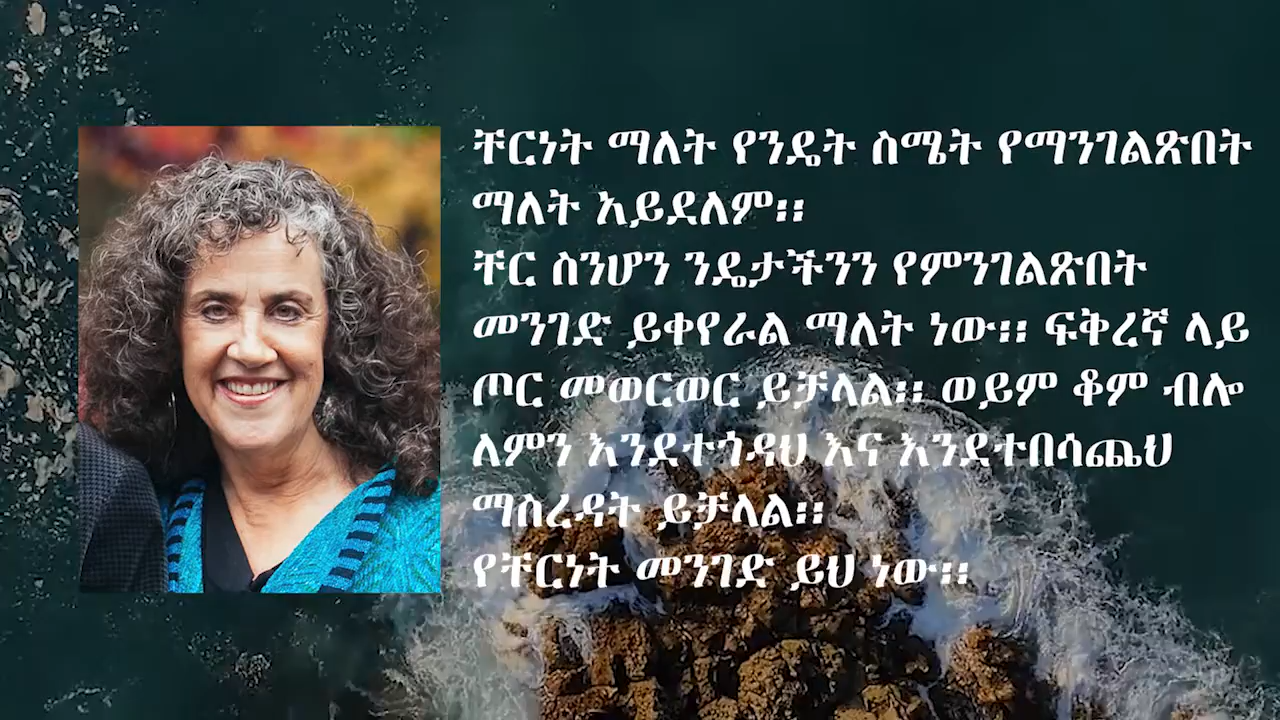 ቸርነት ማለት የንዴት ስሜት የማንገልጽበት
ማለት አይደለም፡፡
ቸር ስንሆን ንዴታችንን የምንገልጽበት
መንገድ ይቀየራል ማለት ነው፡፡ ፍቅረኛ ላይ
ጦር መወርወር ይቻላል፡፡ ወይም ቆም ብሎ
ለምን እንደተጎዳህ እና እንደተበሳጨህ
ማስረዳት ይቻላል፡፡
የቸርነት መንገድ ይህ ነው፡፡